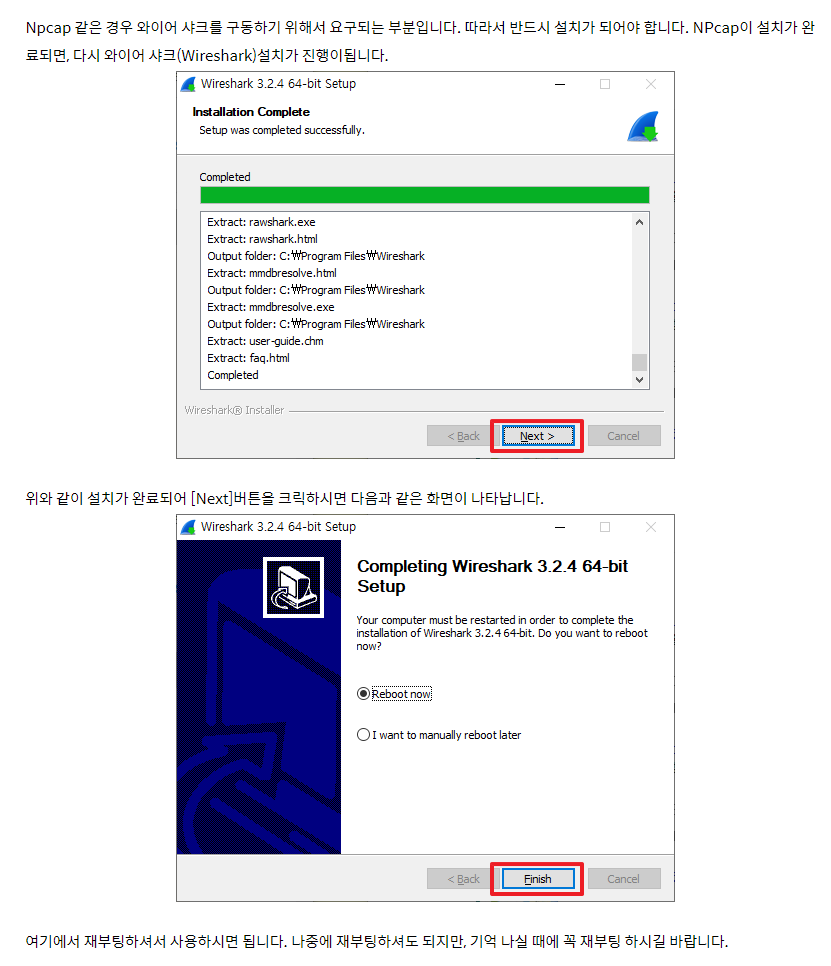 Npcap 같은 경우 와이어 샤크를 구동하기 위해서 요구되는 부분입니다. 따라서 반드시 설치가 되어야 합니다. NPcap이 설치가 완
료되면, 다시 와이어 샤크(Wireshark)설치가 진행이됩니다.
Wireshark 3.2.4 64-bit Setup
Installation Complete
Setup was completed successfully.
Completed
Extract: rawshark.exe
Extract: rawshark.html
Output folder: C:₩Program Files₩Wireshark
Extract: mmdbresolve.html
Output folder: C:₩Program Files₩Wireshark
Extract: mmdbresolve.exe
Output folder: C:₩Program Files₩Wireshark
Extract: user-guide.chm
Extract: faq.html
Completed
Wireshark® Installer
< Back Next > Cancel
위와 같이 설치가 완료되어 [Next]버튼을 크릭하시면 다음과 같은 화면이 나타납니다.
Wireshark 3.2.4 64-bit Setup
Completing Wireshark 3.2.4 64-bit
Setup
Your computer must be restarted in order to complete the
installation of Wireshark 3.2.4 64-bit. Do you want to reboot
now?
Reboot now
I want to manually reboot later
< Back Finish Cancel
여기에서 재부팅하셔서 사용하시면 됩니다. 나중에 재부팅하셔도 되지만, 기억 나실 때에 꼭 재부팅 하시길 바랍니다.